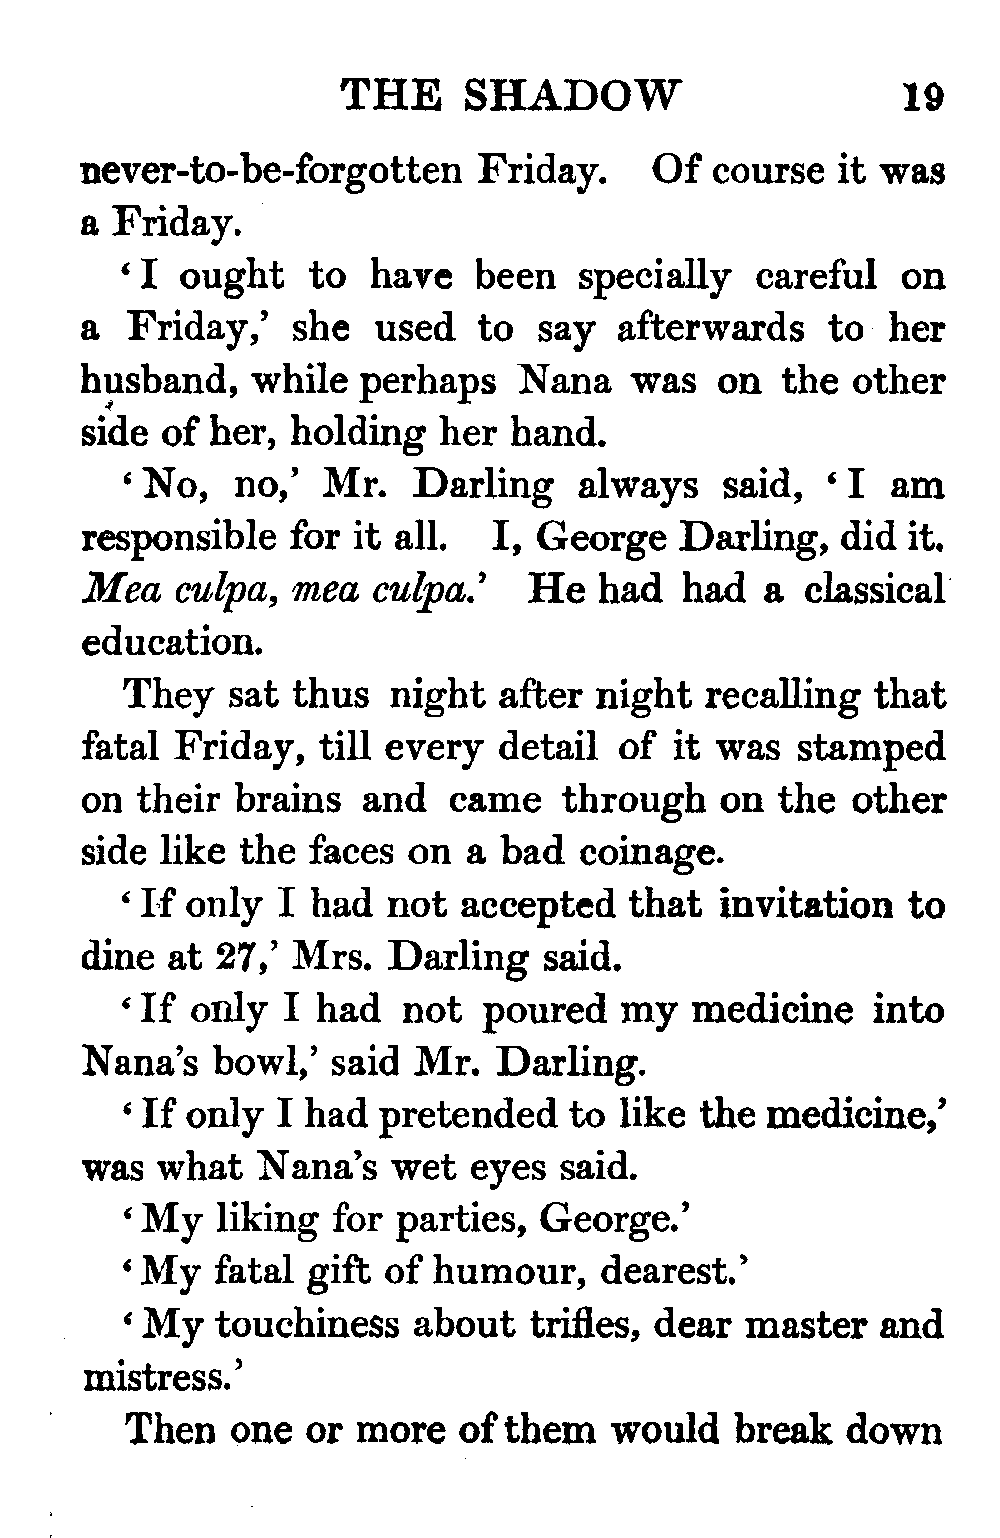 THE SHADOW 19
never-to-be-forgotten Friday. Of course it was
a Friday.
‘I ought to have been specially careful on
a Friday,’ she used to say afterwards to her
husband, while perhaps Nana was on the other
side of her, holding her hand.
‘No, no,’ Mr. Darling always said, ‘I am
responsible for it all. I, George Darling, did it.
Mea culpa, mea culpa.’ He had had a classical
education.
They sat thus night after night recalling that
fatal Friday, till every detail of it was stamped
on their brains and came through on the other
side like the faces on a bad coinage.
‘If only I had not accepted that invitation to
dine at 27,’ Mrs. Darling said.
‘If only I had not poured my medicine into
Nana’s bowl,’ said Mr. Darling.
‘If only I had pretended to like the medicine,’
was what Nana’s wet eyes said.
‘My liking for parties, George.’
‘My fatal gift of humour, dearest.’
‘My touchiness about trifles, dear master and
mistress.’
Then one or more of them would break down